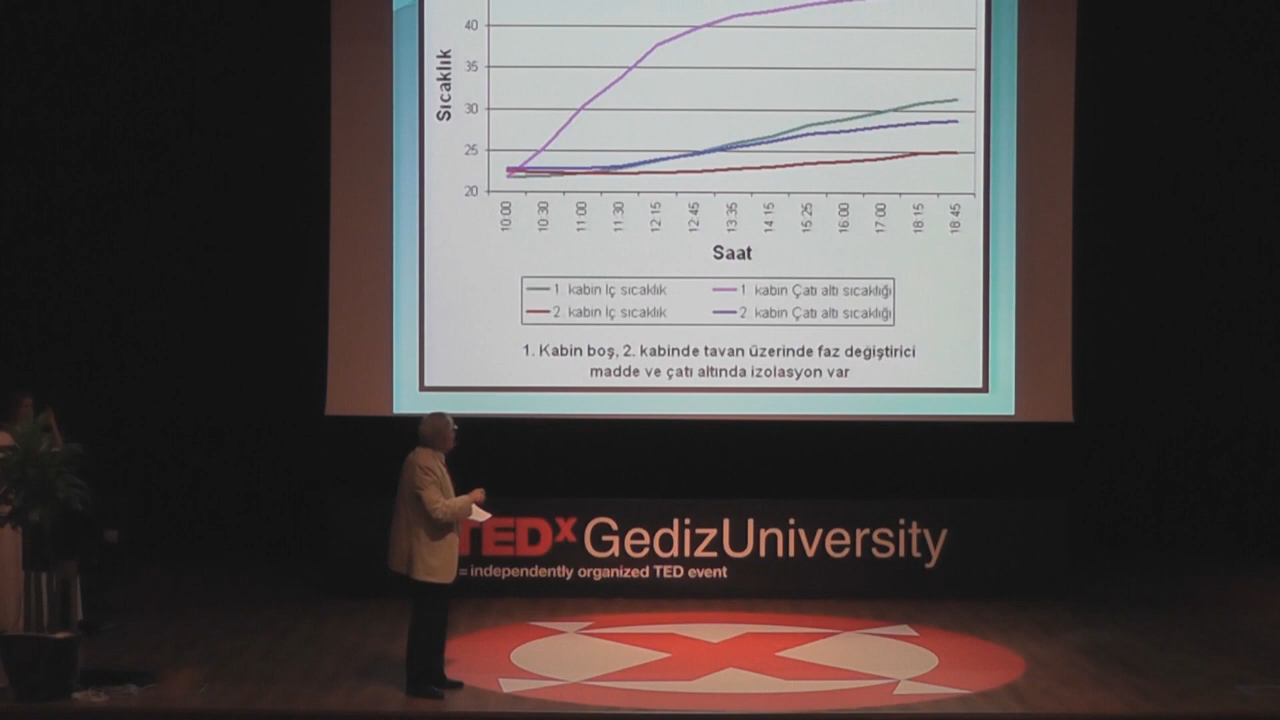 40
35
30
25
20
Sıcaklık
10:00 10:30 11:00 11:30 12:15 12:45 13:35 14:15 15:25 16:00 17:00 18:15 18:45
Saat
1. kabin İç sıcaklık 1. kabin Çatı altı sıcaklığı
2. kabin İç sıcaklık 2. kabin Çatı altı sıcaklığı
1. Kabin boş, 2. kabinde tavan üzerinde faz değiştirici
madde ve çatı altında izolasyon var
TEDx GedizUniversity
= independently organized TED event